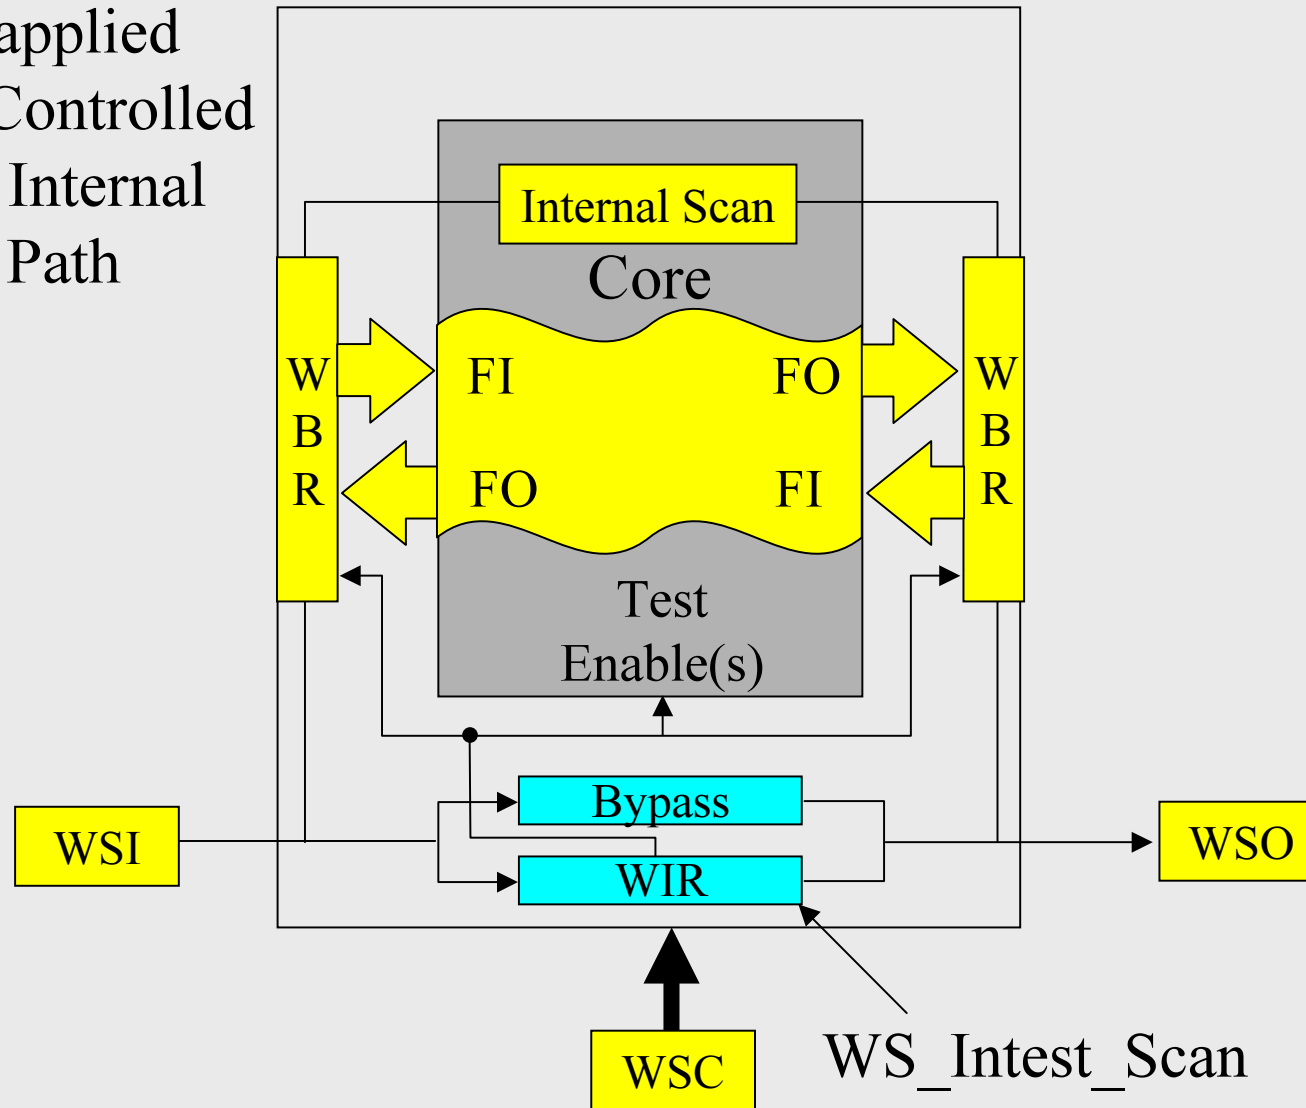 applied
Controlled
Internal
Path
Internal Scan
Core
W
B
R
FI
FO
FO
FI
W
B
R
Test
Enable(s)
Bypass
WIR
WSI
WSO
WSC
WS_Intest_Scan